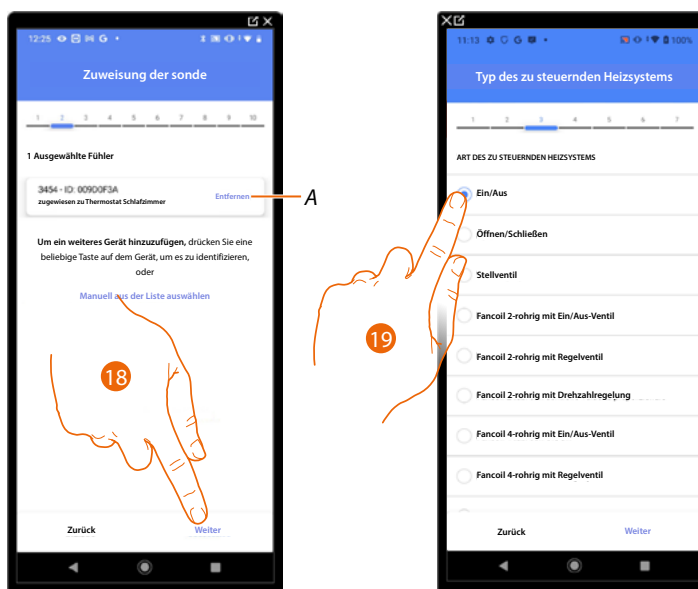 12:25
Zuweisung der sonde
1 2 3 4 5 6 7 8 9 10
1 Ausgewählte Fühler
3454 - ID: 009D0F3A
zugewiesen zu Thermostat Schlafzimmer
Entfernen
A
Um ein weiteres Gerät hinzuzufügen, drücken Sie eine
beliebige Taste auf dem Gerät, um es zu identifizieren,
oder
Manuell aus der Liste auswählen
18
Zurück
Weiter
11:13
100%
Typ des zu steuernden Heizsystems
1 2 3 4 5 6 7
ART DES ZU STEUERNDEN HEIZSYSTEMS
Ein/Aus
Öffnen/Schließen
Stellventil
Fancoil 2-rohrig mit Ein/Aus-Ventil
19
Fancoil 2-rohrig mit Regelventil
Fancoil 2-rohrig mit Drehzahlregelung
Fancoil 4-rohrig mit Ein/Aus-Ventil
Fancoil 4-rohrig mit Regelventil
Zurück
Weiter